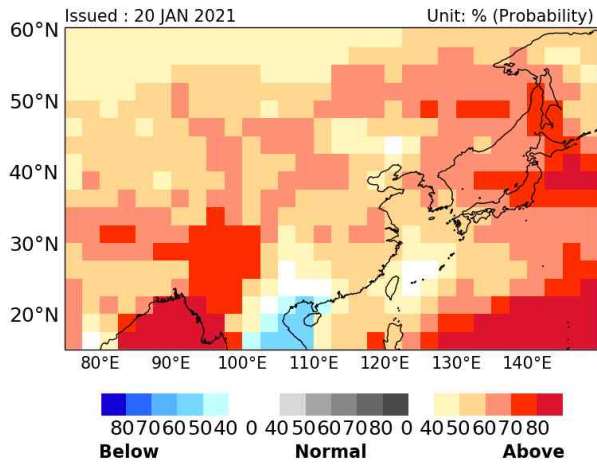 Issued : 20 JAN 2021 Unit: % (Probability)
60°N
50°N
40°N
30°N
20°N
80°E 90°E 100°E 110°E 120°E 130°E 140°E
80 70 60 50 40 0 40 50 60 70 80 0 40 50 60 70 80
Below Normal Above